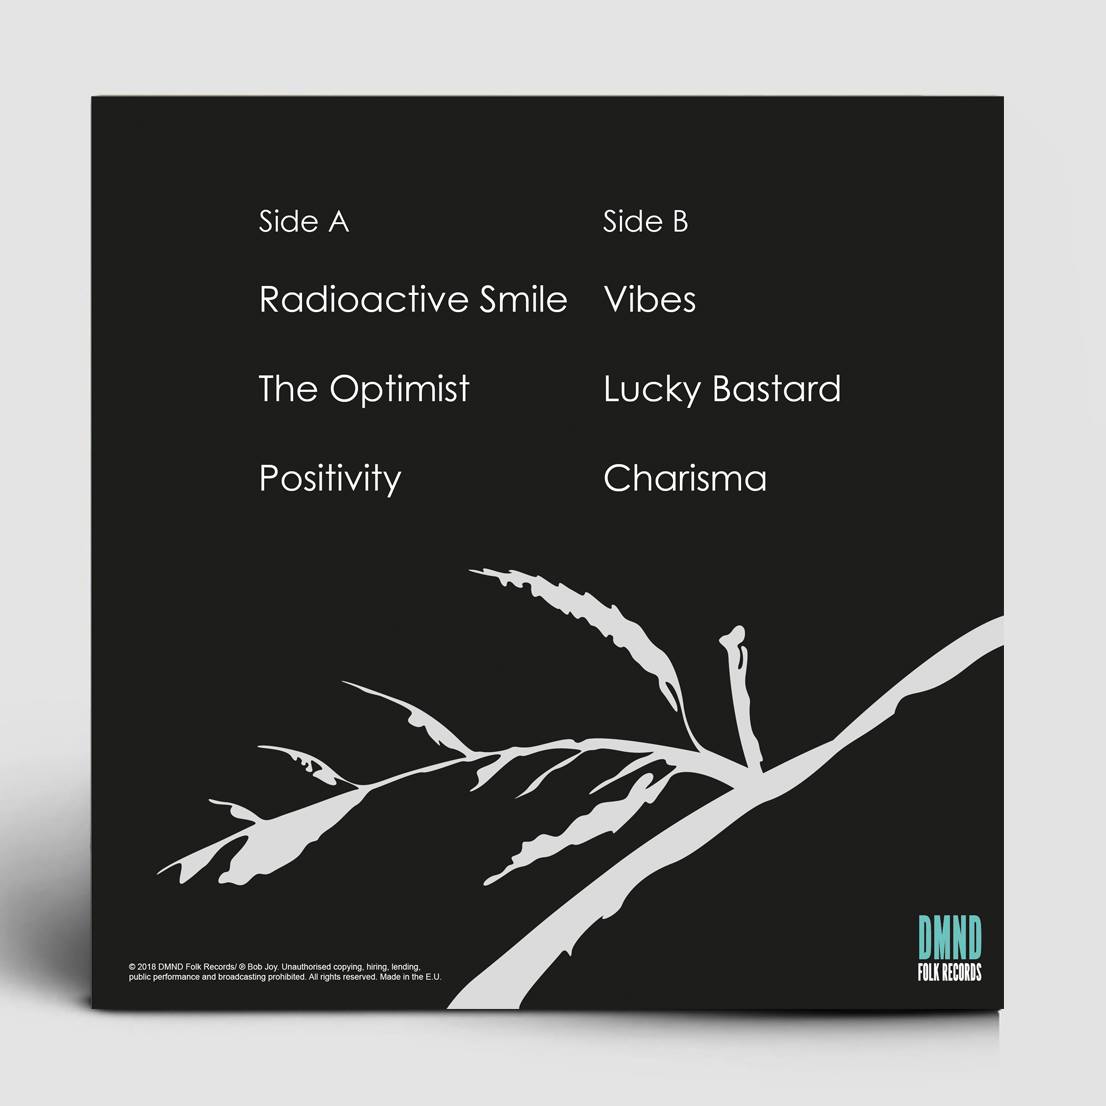 Side A
Radioactive Smile
The Optimist
Positivity
Side B
Vibes
Lucky Bastard
Charisma
© 2018 DMND Folk Records/ ℗ Bob Joy. Unauthorised copying, hiring, lending,
public performance and broadcasting prohibited. All rights reserved. Made in the E.U.
DMND
FOLK RECORDS